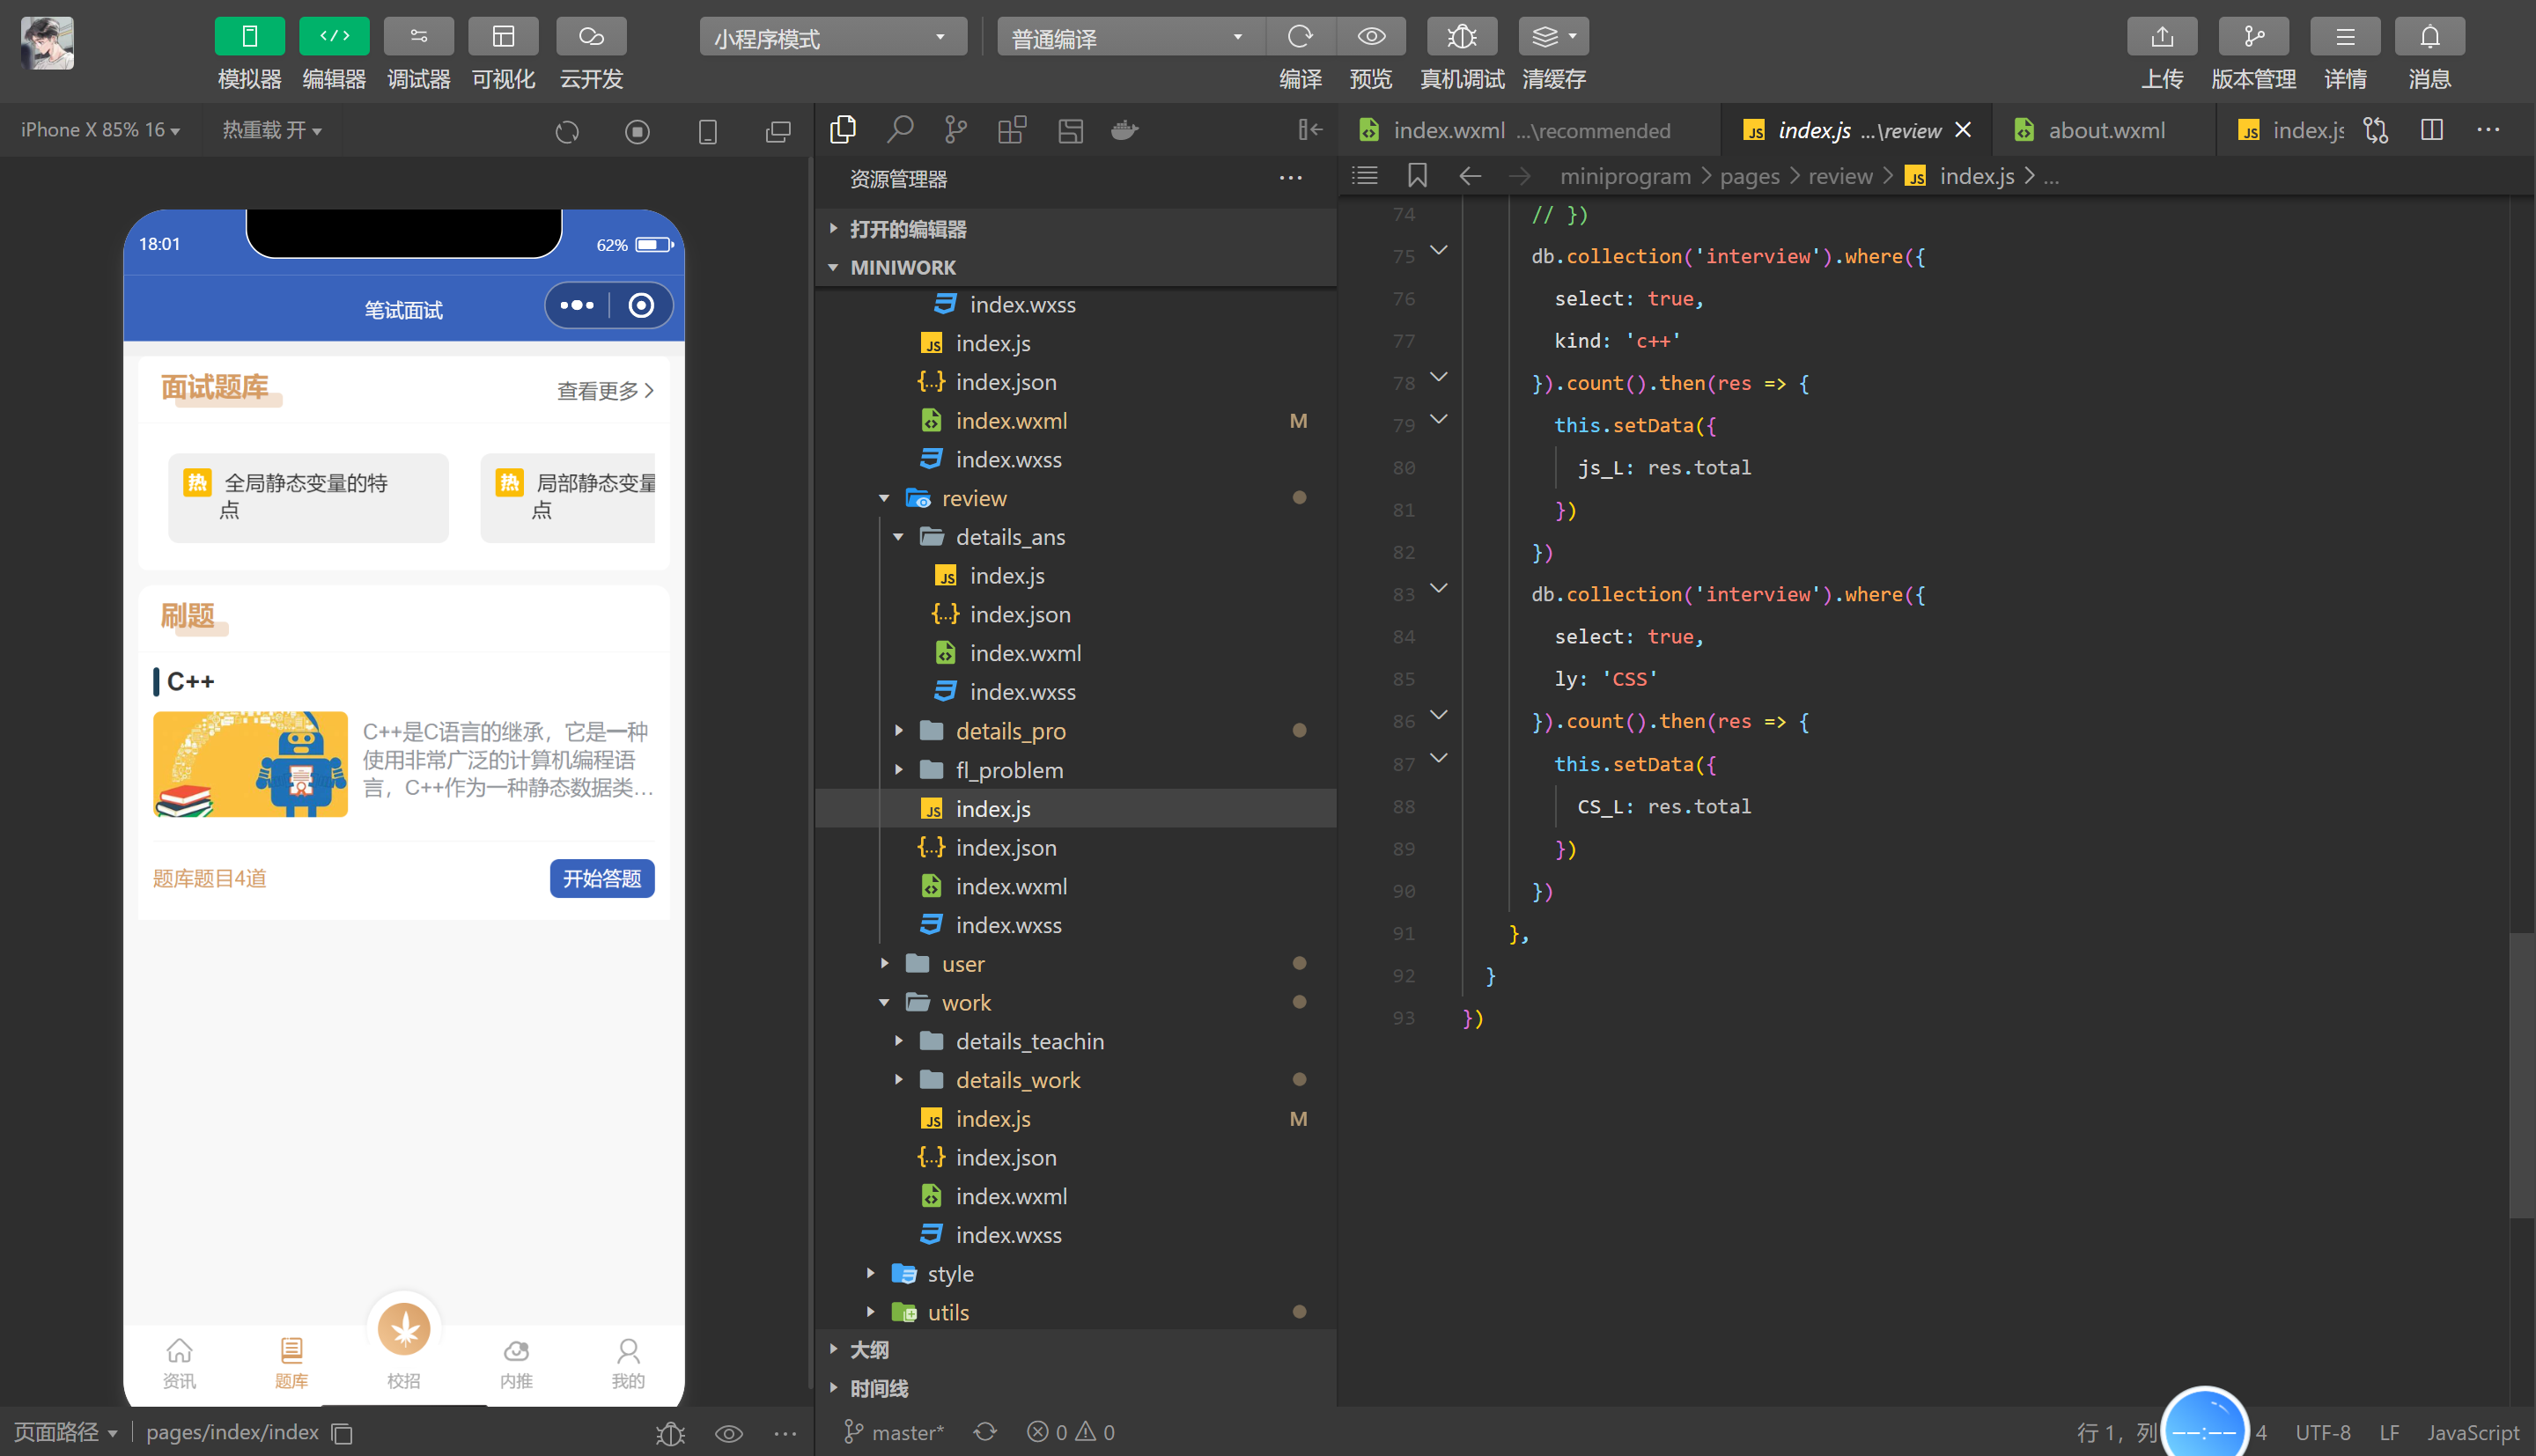 模拟器 编辑器 调试器 可视化 云开发
小程序模式
普通编译
编译 预览 真机调试 清缓存
上传 版本管理 详情 消息
iPhone X 85% 16
热重载 开
18:01
62%
笔试面试
面试题库
查看更多
热 全局静态变量的特
点
热 局部静态变量
点
刷题
C++
C++是C语言的继承，它是一种
使用非常广泛的计算机编程语
言，C++作为一种静态数据类...
题库题目4道
开始答题
资讯
题库
校招
内推
我的
页面路径
pages/index/index
资源管理器
打开的编辑器
MINIWORK
index.wxss
JS index.js
{..} index.json
index.wxml M
index.wxss
review
details_ans
JS index.js
{..} index.json
index.wxml
index.wxss
details_pro
fl_problem
JS index.js
{..} index.json
index.wxml
index.wxss
user
work
details_teachin
details_work
JS index.js M
{..} index.json
index.wxml
index.wxss
style
utils
大纲
时间线
master*
0 0
index.wxml ...\recommended
JS index.js ...\review
about.wxml
JS index.js
miniprogram > pages > review > JS index.js > ...
74 // })
75 db.collection('interview').where({
76 select: true,
77 kind: 'c++'
78 }).count().then(res => {
79 this.setData({
80 js_L: res.total
81 })
82 })
83 db.collection('interview').where({
84 select: true,
85 ly: 'CSS'
86 }).count().then(res => {
87 this.setData({
88 CS_L: res.total
89 })
90 })
91 },
92 }
93 })
行 1，列
--:--
4
UTF-8
LF
JavaScript